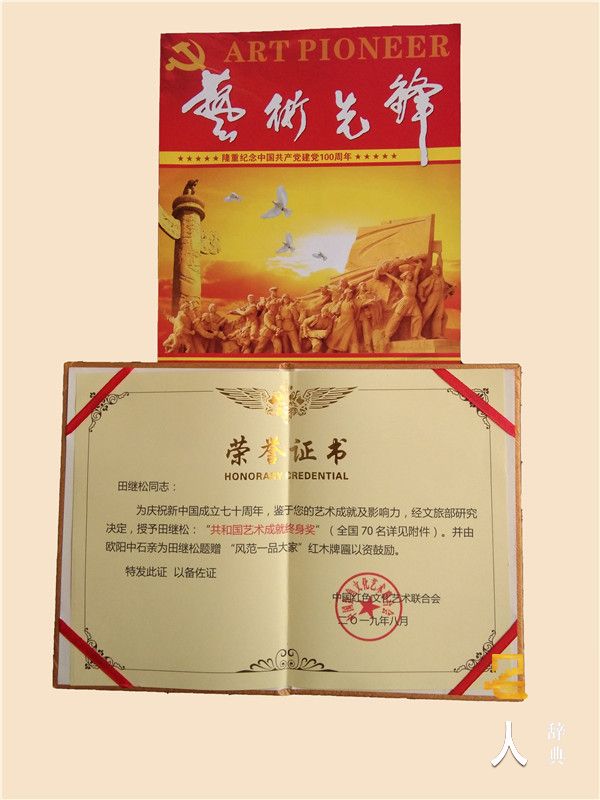 ART PIONEER
藝術先鋒
★★★★★隆重纪念中国共产党建党100周年★★★★★
荣誉证书
HONORARY CREDENTIAL
田继松同志：
为庆祝新中国成立七十周年，鉴于您的艺术成就及影响力，经文旅部研究
决定，授予田继松：“共和国艺术成就终身奖”（全国70名详见附件）。并由
欧阳中石亲为田继松题赠 “风范一品大家”红木牌匾以资鼓励。
特发此证 以备佐证
中国红色文化艺术联合会
二〇一九年八月
名
人
辞
典